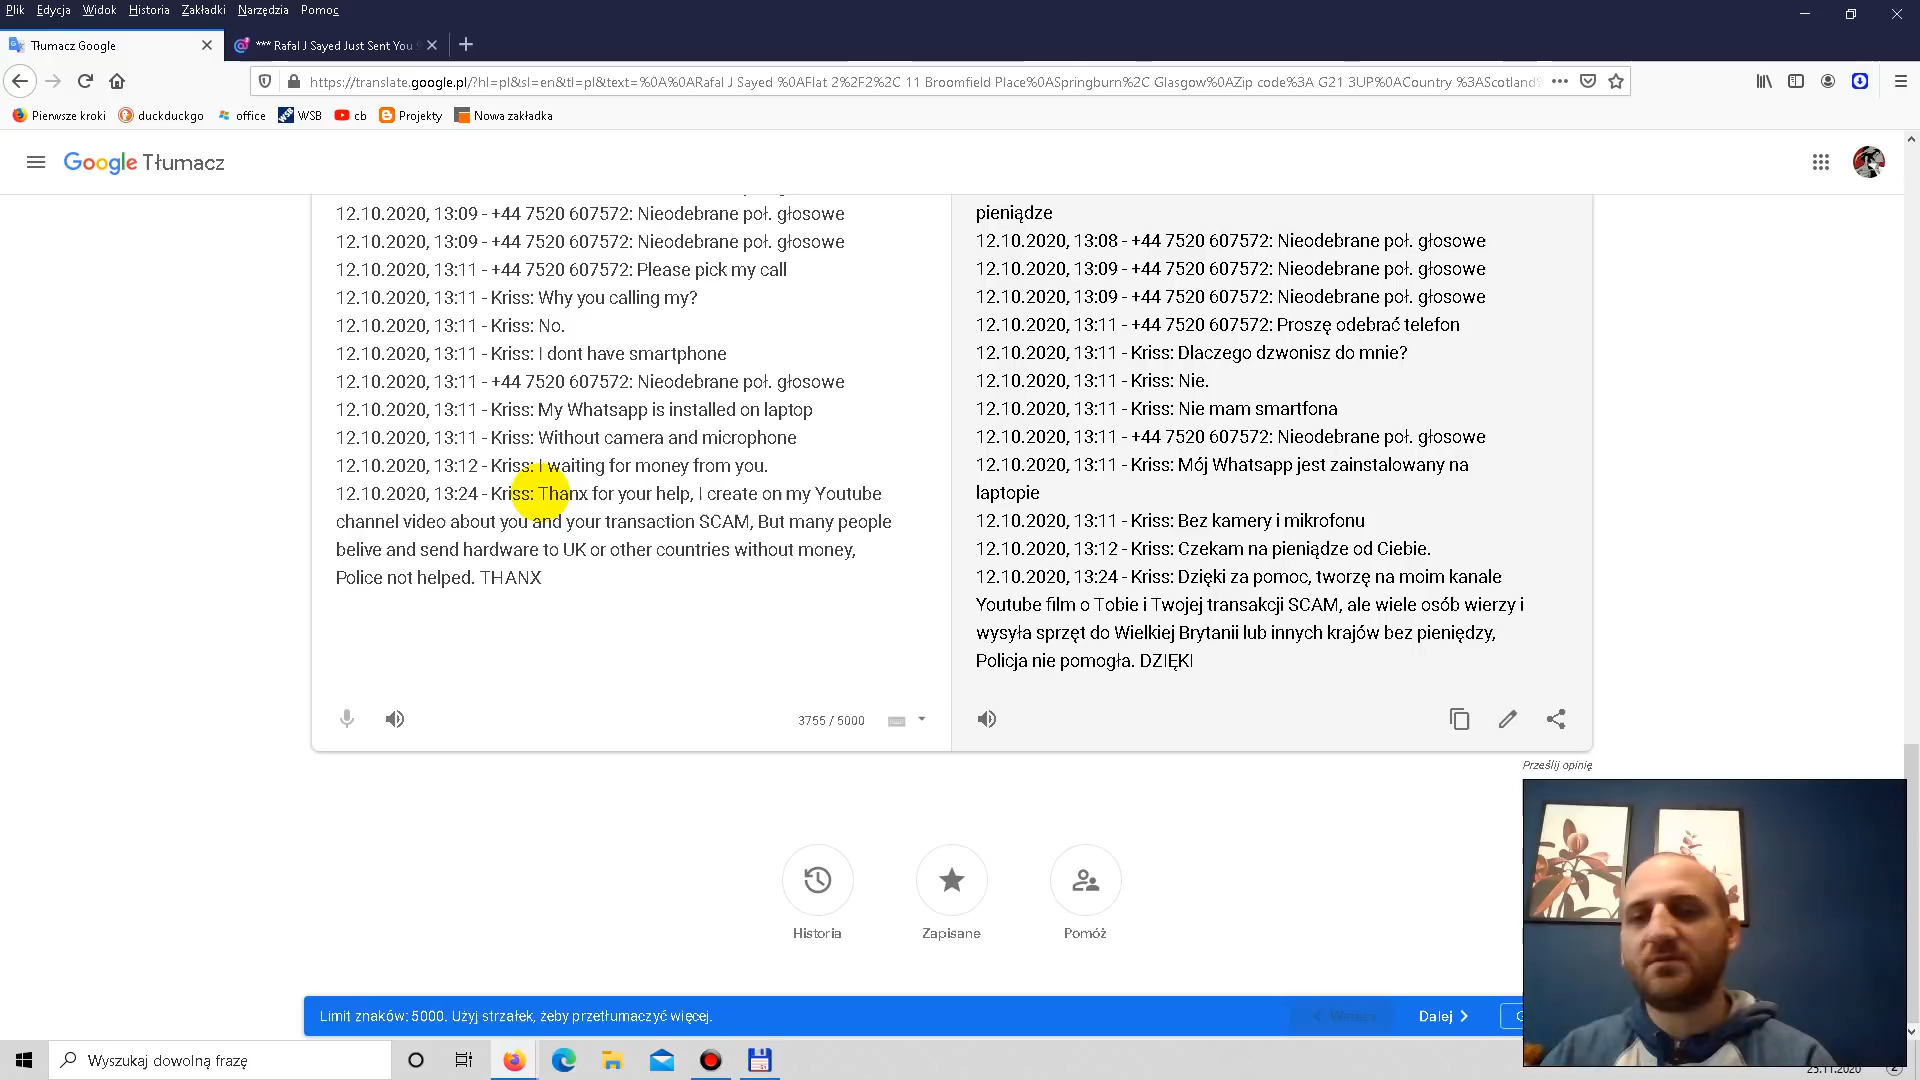 Plik Edycja Widok Historia Zakładki Narzędzia Pomoc
Tłumacz Google
*** Rafal J Sayed Just Sent You
https://translate.google.pl/?hl=pl&sl=en&tl=pl&text=%0A%0ARafal J Sayed %0AFlat 2%2F2%2C 11 Broomfield Place%0ASpringburn%2C Glasgow%0AZip code%3A G21 3UP%0ACountry %3AScotland%
Pierwsze kroki duckduckgo office WSB cb Projekty Nowa zakładka
Google Tłumacz
12.10.2020, 13:09 - +44 7520 607572: Nieodebrane poł. głosowe
12.10.2020, 13:09 - +44 7520 607572: Nieodebrane poł. głosowe
12.10.2020, 13:11 - +44 7520 607572: Please pick my call
12.10.2020, 13:11 - Kriss: Why you calling my?
12.10.2020, 13:11 - Kriss: No.
12.10.2020, 13:11 - Kriss: I dont have smartphone
12.10.2020, 13:11 - +44 7520 607572: Nieodebrane poł. głosowe
12.10.2020, 13:11 - Kriss: My Whatsapp is installed on laptop
12.10.2020, 13:11 - Kriss: Without camera and microphone
12.10.2020, 13:12 - Kriss: I waiting for money from you.
12.10.2020, 13:24 - Kriss: Thanx for your help, I create on my Youtube
channel video about you and your transaction SCAM, But many people
belive and send hardware to UK or other countries without money,
Police not helped. THANX
3755 / 5000
pieniądze
12.10.2020, 13:08 - +44 7520 607572: Nieodebrane poł. głosowe
12.10.2020, 13:09 - +44 7520 607572: Nieodebrane poł. głosowe
12.10.2020, 13:09 - +44 7520 607572: Nieodebrane poł. głosowe
12.10.2020, 13:11 - +44 7520 607572: Proszę odebrać telefon
12.10.2020, 13:11 - Kriss: Dlaczego dzwonisz do mnie?
12.10.2020, 13:11 - Kriss: Nie.
12.10.2020, 13:11 - Kriss: Nie mam smartfona
12.10.2020, 13:11 - +44 7520 607572: Nieodebrane poł. głosowe
12.10.2020, 13:11 - Kriss: Mój Whatsapp jest zainstalowany na
laptopie
12.10.2020, 13:11 - Kriss: Bez kamery i mikrofonu
12.10.2020, 13:12 - Kriss: Czekam na pieniądze od Ciebie.
12.10.2020, 13:24 - Kriss: Dzięki za pomoc, tworzę na moim kanale
Youtube film o Tobie i Twojej transakcji SCAM, ale wiele osób wierzy i
wysyła sprzęt do Wielkiej Brytanii lub innych krajów bez pieniędzy,
Policja nie pomogła. DZIĘKI
Prześlij opinię
Historia Zapisane Pomóż
Limit znaków: 5000. Użyj strzałek, żeby przetłumaczyć więcej.
Wstecz Dalej
Wyszukaj dowolną frazę
25.11.2020